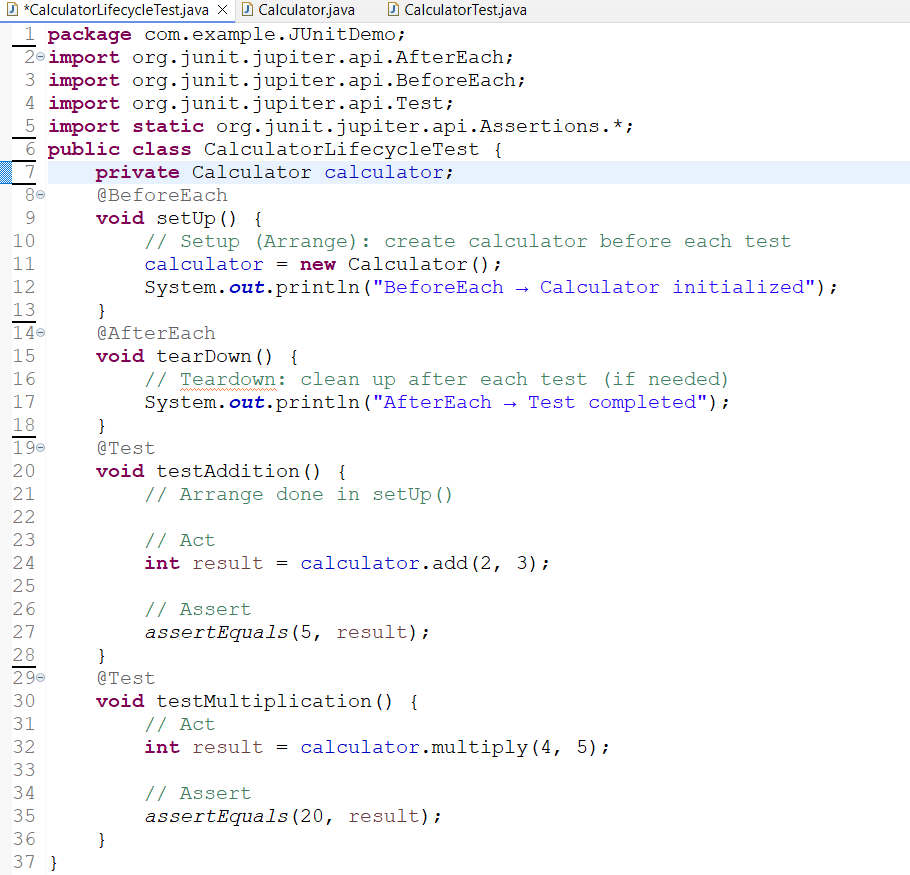 *CalculatorLifecycleTest.java × Calculator.java CalculatorTest.java
1 package com.example.JUnitDemo;
2 import org.junit.jupiter.api.AfterEach;
3 import org.junit.jupiter.api.BeforeEach;
4 import org.junit.jupiter.api.Test;
5 import static org.junit.jupiter.api.Assertions.*;
6 public class CalculatorLifecycleTest {
7     private Calculator calculator;
8     @BeforeEach
9     void setUp() {
10         // Setup (Arrange): create calculator before each test
11         calculator = new Calculator();
12         System.out.println("BeforeEach → Calculator initialized");
13     }
14     @AfterEach
15     void tearDown() {
16         // Teardown: clean up after each test (if needed)
17         System.out.println("AfterEach → Test completed");
18     }
19     @Test
20     void testAddition() {
21         // Arrange done in setUp()
22
23         // Act
24         int result = calculator.add(2, 3);
25
26         // Assert
27         assertEquals(5, result);
28     }
29     @Test
30     void testMultiplication() {
31         // Act
32         int result = calculator.multiply(4, 5);
33
34         // Assert
35         assertEquals(20, result);
36     }
37 }